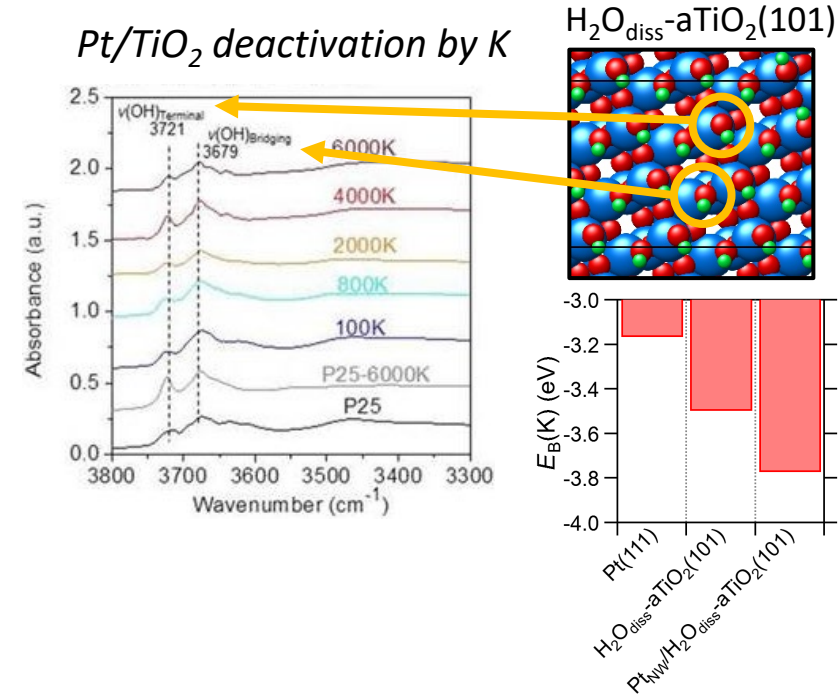 Pt/TiO₂ deactivation by K
H₂Odiss-aTiO₂(101)
2.5
2.0
1.5
1.0
0.5
0.0
Absorbance (a.u.)
ν(OH)Terminal
3721
ν(OH)Bridging
3679
6000K
4000K
2000K
800K
100K
P25-6000K
P25
3800 3700 3600 3500 3400 3300
Wavenumber (cm⁻¹)
-3.0
-3.2
-3.4
-3.6
-3.8
-4.0
E_B(K) (eV)
Pt(111)
H₂Odiss-aTiO₂(101)
PtNW/H₂Odiss-aTiO₂(101)